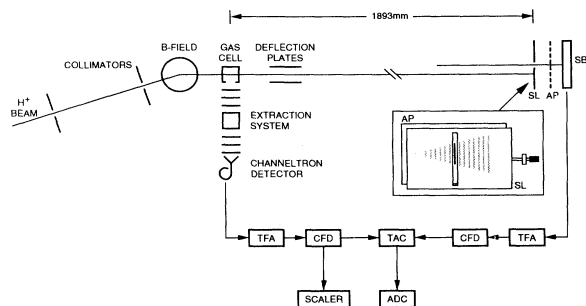 1893mm
B-FIELD
GAS
CELL
DEFLECTION
PLATES
COLLIMATORS
H+
BEAM
SL
AP
SB
EXTRACTION
SYSTEM
CHANNELTRON
DETECTOR
AP
SL
TFA
CFD
TAC
CFD
TFA
SCALER
ADC